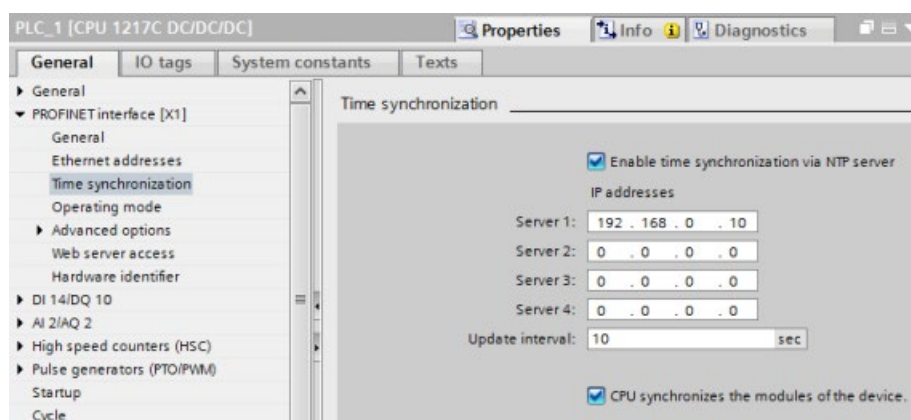 PLC_1 [CPU 1217C DC/DC/DC]
Properties
Info
Diagnostics
General
IO tags
System constants
Texts
General
PROFINET interface [X1]
General
Ethernet addresses
Time synchronization
Operating mode
Advanced options
Web server access
Hardware identifier
DI 14/DQ 10
AI 2/AQ 2
High speed counters (HSC)
Pulse generators (PTO/PWM)
Startup
Cycle
Time synchronization
Enable time synchronization via NTP server
IP addresses
Server 1: 192 . 168 . 0 . 10
Server 2: 0 . 0 . 0 . 0
Server 3: 0 . 0 . 0 . 0
Server 4: 0 . 0 . 0 . 0
Update interval: 10 sec
CPU synchronizes the modules of the device.